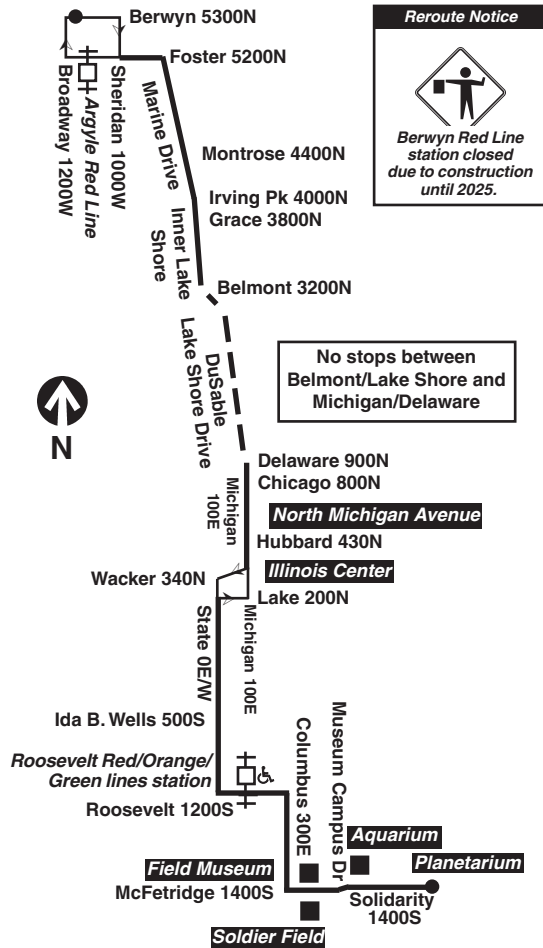 Berwyn 5300N
Foster 5200N
Broadway 1200W
Argyle Red Line
Sheridan 1000W
Marine Drive
Montrose 4400N
Irving Pk 4000N
Grace 3800N
Inner Lake
Shore
Belmont 3200N
DuSable
Lake Shore Drive
Reroute Notice
Berwyn Red Line
station closed
due to construction
until 2025.
No stops between
Belmont/Lake Shore and
Michigan/Delaware
N
Delaware 900N
Chicago 800N
Michigan
100E
North Michigan Avenue
Hubbard 430N
Illinois Center
Wacker 340N
Lake 200N
State 0E/W
Michigan 100E
Ida B. Wells 500S
Roosevelt Red/Orange/
Green lines station
Roosevelt 1200S
Columbus 300E
Museum Campus Dr
Aquarium
Planetarium
Field Museum
McFetridge 1400S
Solidarity
1400S
Soldier Field